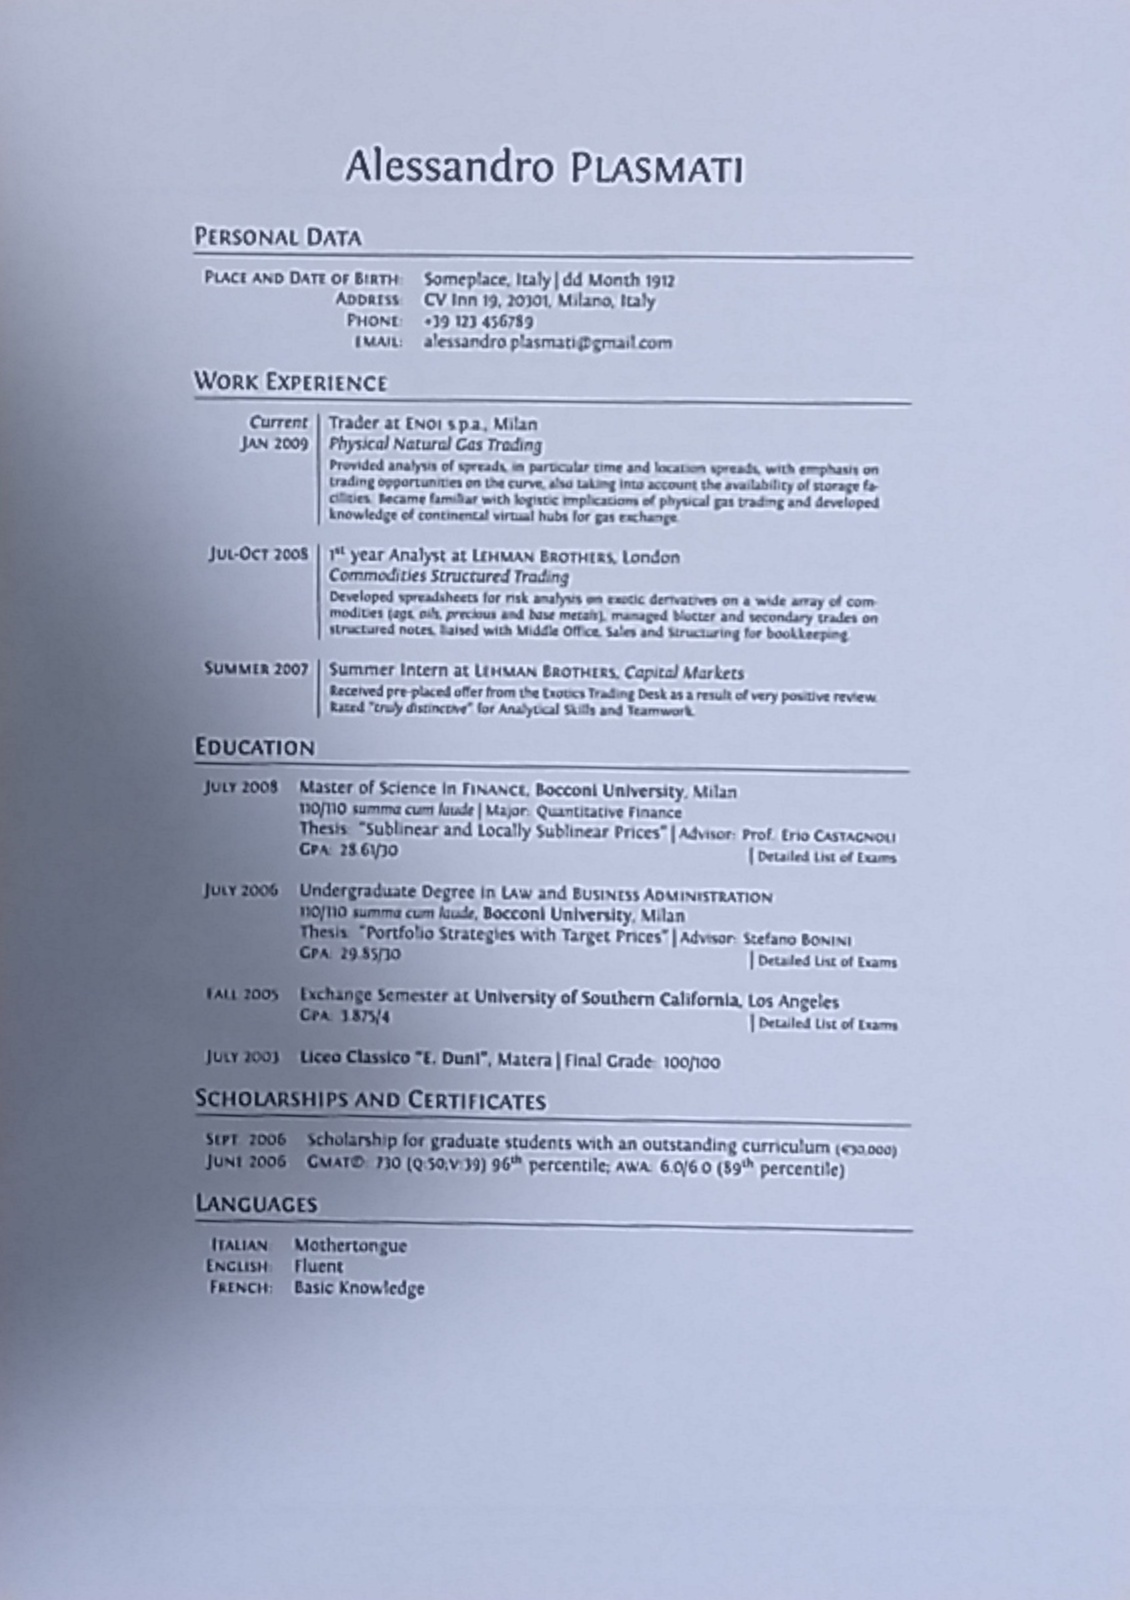 Alessandro PLASMATI
PERSONAL DATA
PLACE AND DATE OF BIRTH: Someplace, Italy | dd Month 1912
ADDRESS: CV Inn 19, 20301, Milano, Italy
PHONE: +39 123 456789
EMAIL: alessandro.plasmati@gmail.com
WORK EXPERIENCE
Current | Trader at ENOI s.p.a., Milan
JAN 2009 | Physical Natural Gas Trading
Provided analysis of spreads, in particular time and location spreads, with emphasis on
trading opportunities on the curve, also taking into account the availability of storage fa-
cilities. Became familiar with logistic implications of physical gas trading and developed
knowledge of continental virtual hubs for gas exchange.
JUL-OCT 2008 | 1st year Analyst at LEHMAN BROTHERS, London
Commodities Structured Trading
Developed spreadsheets for risk analysis on exotic derivatives on a wide array of com-
modities (ags, oils, precious and base metals), managed blotter and secondary trades on
structured notes, liaised with Middle Office, Sales and Structuring for bookkeeping.
SUMMER 2007 | Summer Intern at LEHMAN BROTHERS, Capital Markets
Received pre-placed offer from the Exotics Trading Desk as a result of very positive review.
Rated "truly distinctive" for Analytical Skills and Teamwork.
EDUCATION
JULY 2008 Master of Science in FINANCE, Bocconi University, Milan
110/110 summa cum laude | Major: Quantitative Finance
Thesis: "Sublinear and Locally Sublinear Prices" | Advisor: Prof. Erio CASTAGNOLI
GPA: 28.61/30 | Detailed List of Exams
JULY 2006 Undergraduate Degree in LAW and BUSINESS ADMINISTRATION
110/110 summa cum laude, Bocconi University, Milan
Thesis: "Portfolio Strategies with Target Prices" | Advisor: Stefano BONINI
GPA: 29.85/30 | Detailed List of Exams
FALL 2005 Exchange Semester at University of Southern California, Los Angeles
GPA: 3.875/4 | Detailed List of Exams
JULY 2003 Liceo Classico "E. Duni", Matera | Final Grade: 100/100
SCHOLARSHIPS AND CERTIFICATES
SEPT. 2006 Scholarship for graduate students with an outstanding curriculum (€30,000)
JUNE 2006 GMAT©: 730 (Q:50;V:39) 96th percentile; AWA: 6.0/6.0 (89th percentile)
LANGUAGES
ITALIAN: Mothertongue
ENGLISH: Fluent
FRENCH: Basic Knowledge